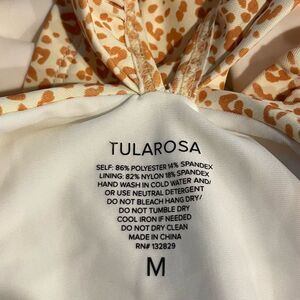 TULAROSA
SELF: 86% POLYESTER 14% SPANDEX
LINING: 82% NYLON 18% SPANDEX
HAND WASH IN COLD WATER AND/
OR USE NEUTRAL DETERGENT
DO NOT BLEACH HANG DRY/
DO NOT TUMBLE DRY
COOL IRON IF NEEDED
DO NOT DRY CLEAN
MADE IN CHINA
RN# 132829
M